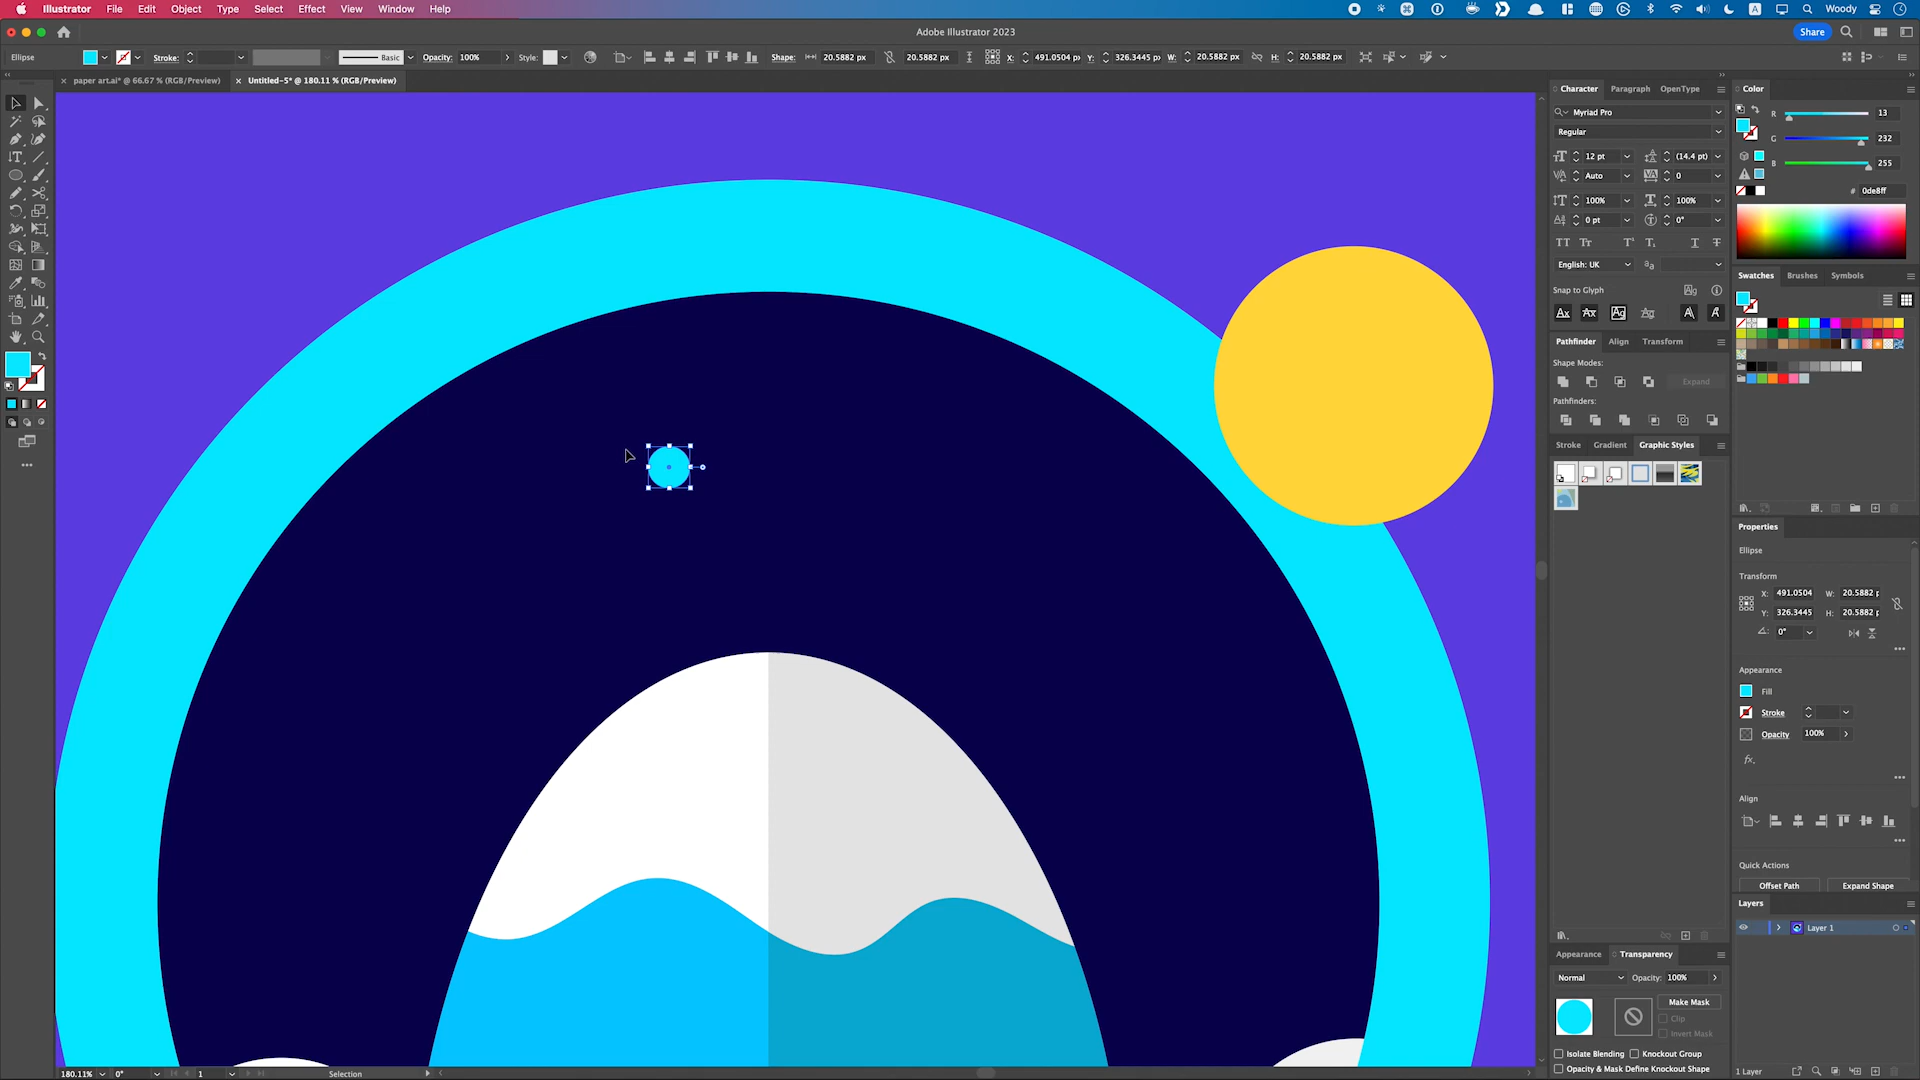 Illustrator File Edit Object Type Select Effect View Window Help Woody
Adobe Illustrator 2023
Share
Ellipse Stroke: Basic Opacity: 100% Style: Shape: 20.5882 px 20.5882 px X: 491.0504 p Y: 326.3445 p W: 20.5882 px H: 20.5882 px
paper art.ai* @ 66.67 % (RGB/Preview) Untitled-5* @ 180.11 % (RGB/Preview)
Character Paragraph OpenType
Myriad Pro
Regular
12 pt (14.4 pt)
Auto 0
100% 100%
0 pt 0°
English: UK
Snap to Glyph
Pathfinder Align Transform
Shape Modes:
Expand
Pathfinders:
Stroke Gradient Graphic Styles
Appearance Transparency
Normal Opacity: 100%
Make Mask
Clip
Invert Mask
Isolate Blending Knockout Group
Opacity & Mask Define Knockout Shape
Color
R 13
G 232
B 255
# 0de8ff
Swatches Brushes Symbols
Properties
Ellipse
Transform
X: 491.0504 W: 20.5882 p
Y: 326.3445 H: 20.5882 p
0°
Appearance
Fill
Stroke
Opacity 100%
fx
Align
Quick Actions
Offset Path Expand Shape
Layers
Layer 1
1 Layer
180.11% 0° 1 Selection